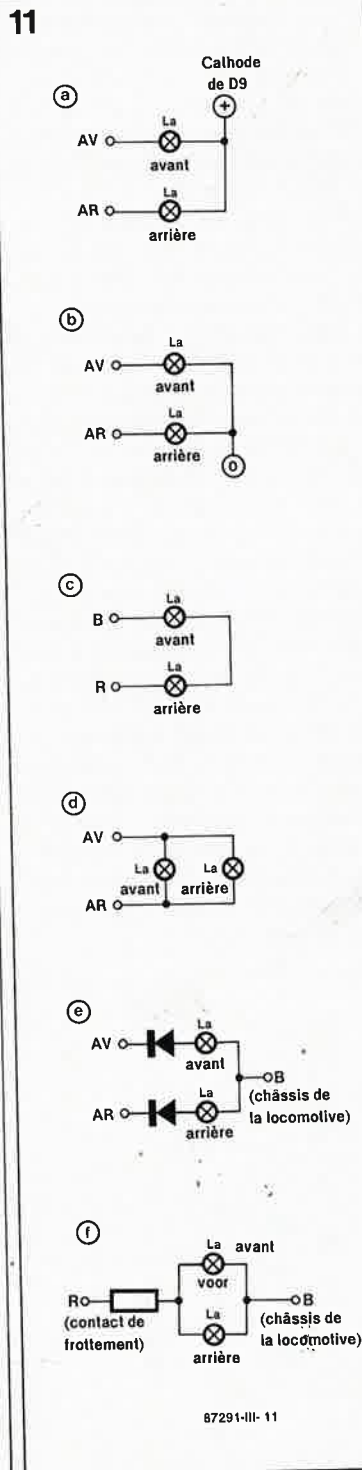 11
Cathode
de D9
a
+
La
AV
avant
La
AR
arrière
b
La
AV
avant
La
AR
arrière
0
c
La
B
avant
La
R
arrière
d
AV
La
La
avant
arrière
AR
e
La
AV
avant
B
(châssis de
la locomotive)
La
AR
arrière
f
La avant
voor
R
B
(contact de
frottement)
(châssis de
la locomotive)
La
arrière
87291-III- 11